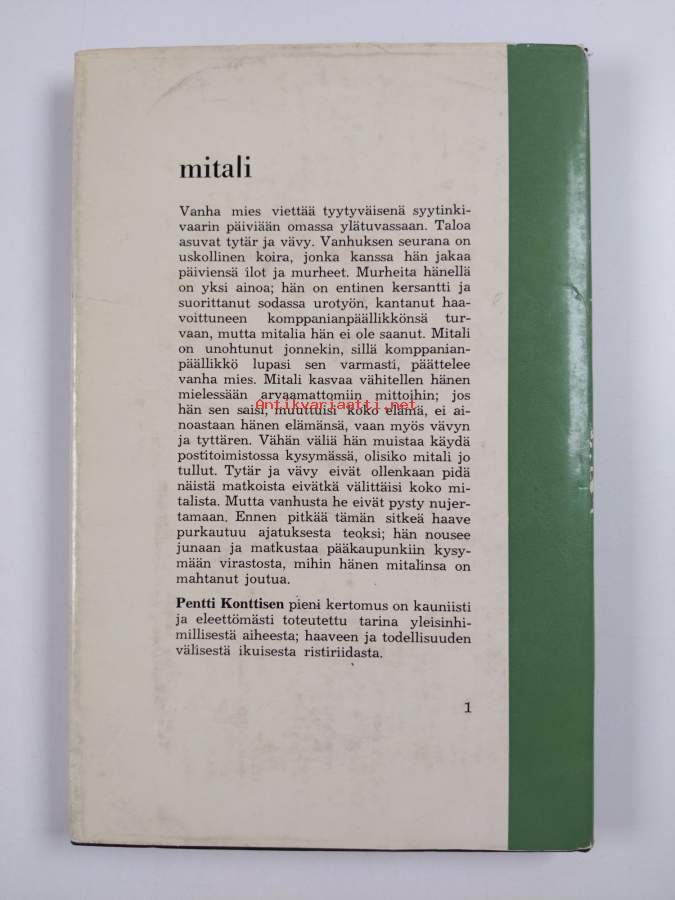 mitali
Vanha mies viettää tyytyväisenä syytinki-
vaarin päiviään omassa ylätuvassaan. Taloa
asuvat tytär ja vävy. Vanhuksen seurana on
uskollinen koira, jonka kanssa hän jakaa
päiviensä ilot ja murheet. Murheita hänellä
on yksi ainoa; hän on entinen kersantti ja
suorittanut sodassa urotyön, kantanut haa-
voittuneen komppanianpäällikkönsä tur-
vaan, mutta mitalia hän ei ole saanut. Mitali
on unohtunut jonnekin, sillä komppanian-
päällikkö lupasi sen varmasti, päättelee
vanha mies. Mitali kasvaa vähitellen hänen
mielessään arvaamattomiin mittoihin; jos
Antikvariaatti.net
hän sen saisi, muuttuisi koko elämä, ei ai-
noastaan hänen elämänsä, vaan myös vävyn
ja tyttären. Vähän väliä hän muistaa käydä
postitoimistossa kysymässä, olisiko mitali jo
tullut. Tytär ja vävy eivät ollenkaan pidä
näistä matkoista eivätkä välittäisi koko mi-
talista. Mutta vanhusta he eivät pysty nujer-
tamaan. Ennen pitkää tämän sitkeä haave
purkautuu ajatuksesta teoksi; hän nousee
junaan ja matkustaa pääkaupunkiin kysy-
mään virastosta, mihin hänen mitalinsa on
mahtanut joutua.
Pentti Konttisen pieni kertomus on kauniisti
ja eleettömästi toteutettu tarina yleisinhi-
millisestä aiheesta; haaveen ja todellisuuden
välisestä ikuisesta ristiriidasta.
1